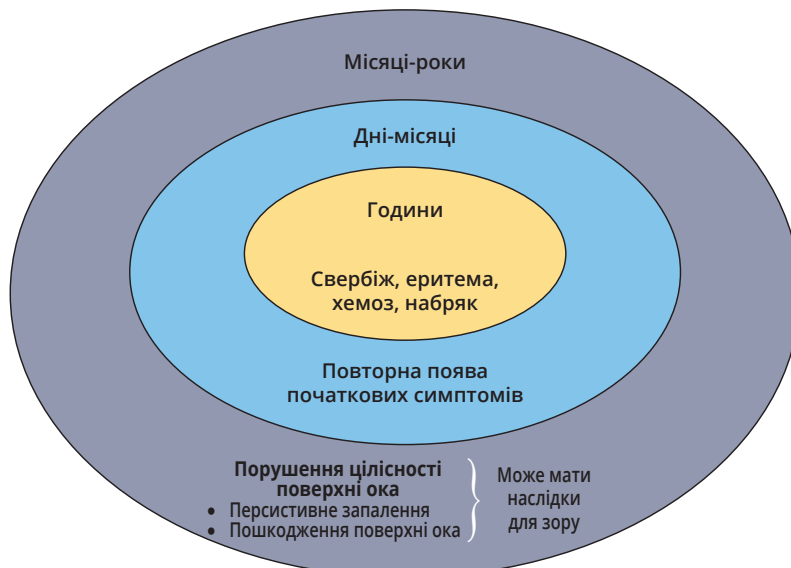 Місяці-роки
Дні-місяці
Години
Свербіж, еритема,
хемоз, набряк
Повторна поява
початкових симптомів
Порушення цілісності
поверхні ока
• Персистивне запалення
• Пошкодження поверхні ока
Може мати
наслідки
для зору